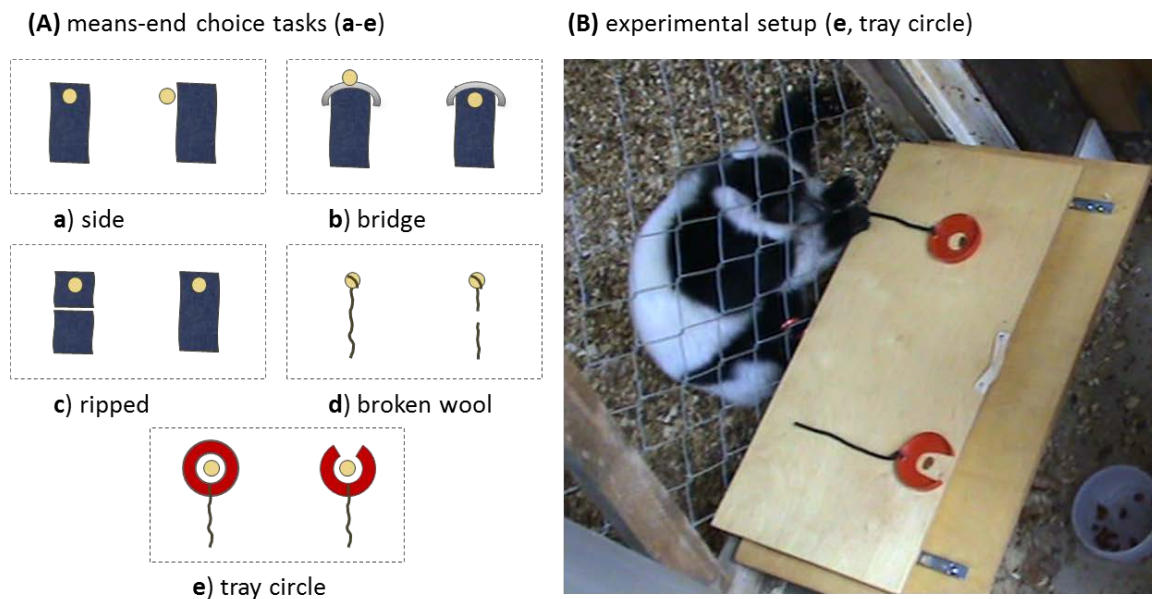 (A) means-end choice tasks (a-e)
(B) experimental setup (e, tray circle)
a) side
b) bridge
c) ripped
d) broken wool
e) tray circle